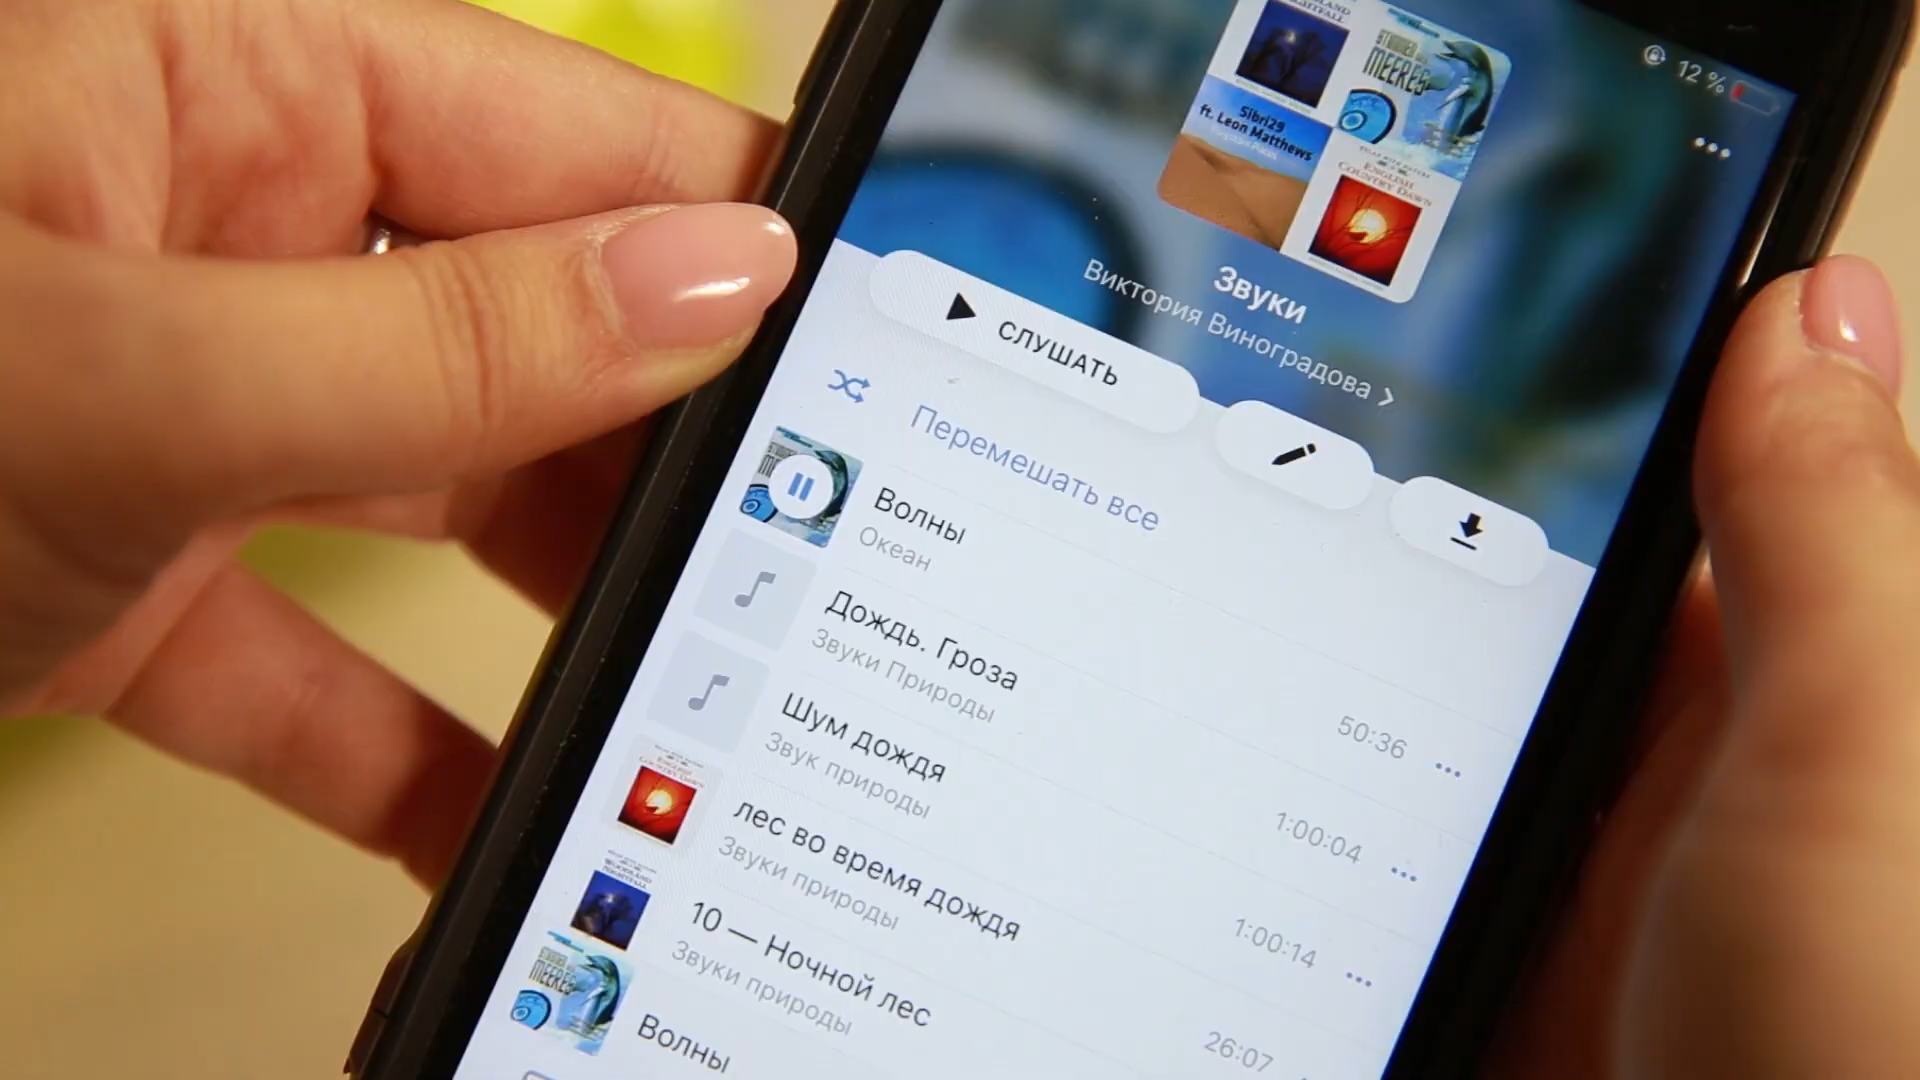 12 %
MEERES
Sibri29
ft. Leon Matthews
ENGLISH
COUNTRY DAWN
Звуки
Виктория Виноградова
СЛУШАТЬ
Перемешать все
Волны
Океан
50:36
Дождь. Гроза
Звуки Природы
1:00:04
Шум дождя
Звук природы
1:00:14
лес во время дождя
Звуки природы
26:07
10 — Ночной лес
Звуки природы
MEERES
Волны